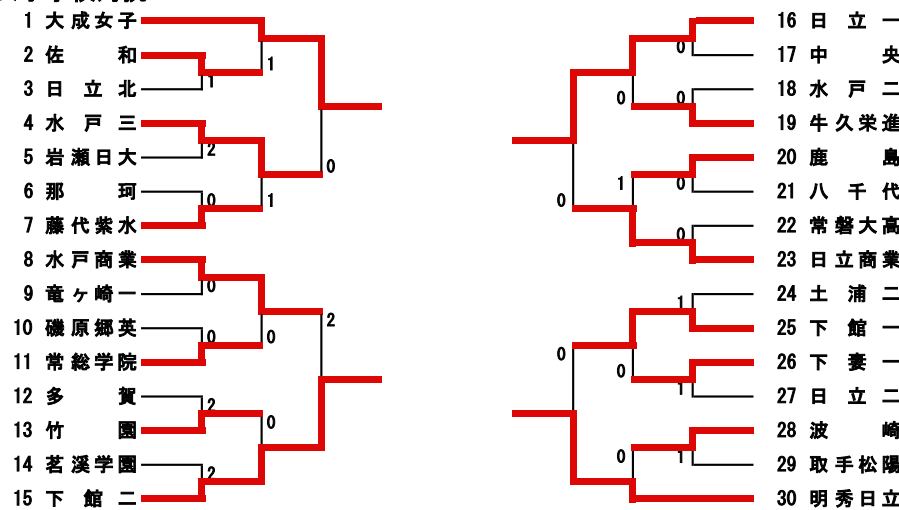 1 大成女子
2 佐和
3 日立北
4 水戸三
5 岩瀬日大
6 那珂
7 藤代紫水
8 水戸商業
9 竜ヶ崎一
10 磯原郷英
11 常総学院
12 多賀
13 竹園
14 茗溪学園
15 下館二
1
1
2
0
1
0
0
0
2
0
2
0
2
16 日立一
17 中央
18 水戸二
19 牛久栄進
20 鹿島
21 八千代
22 常磐大高
23 日立商業
24 土浦二
25 下館一
26 下妻一
27 日立二
28 波崎
29 取手松陽
30 明秀日立
0
0
0
0
1
0
0
1
0
0
1
0
1